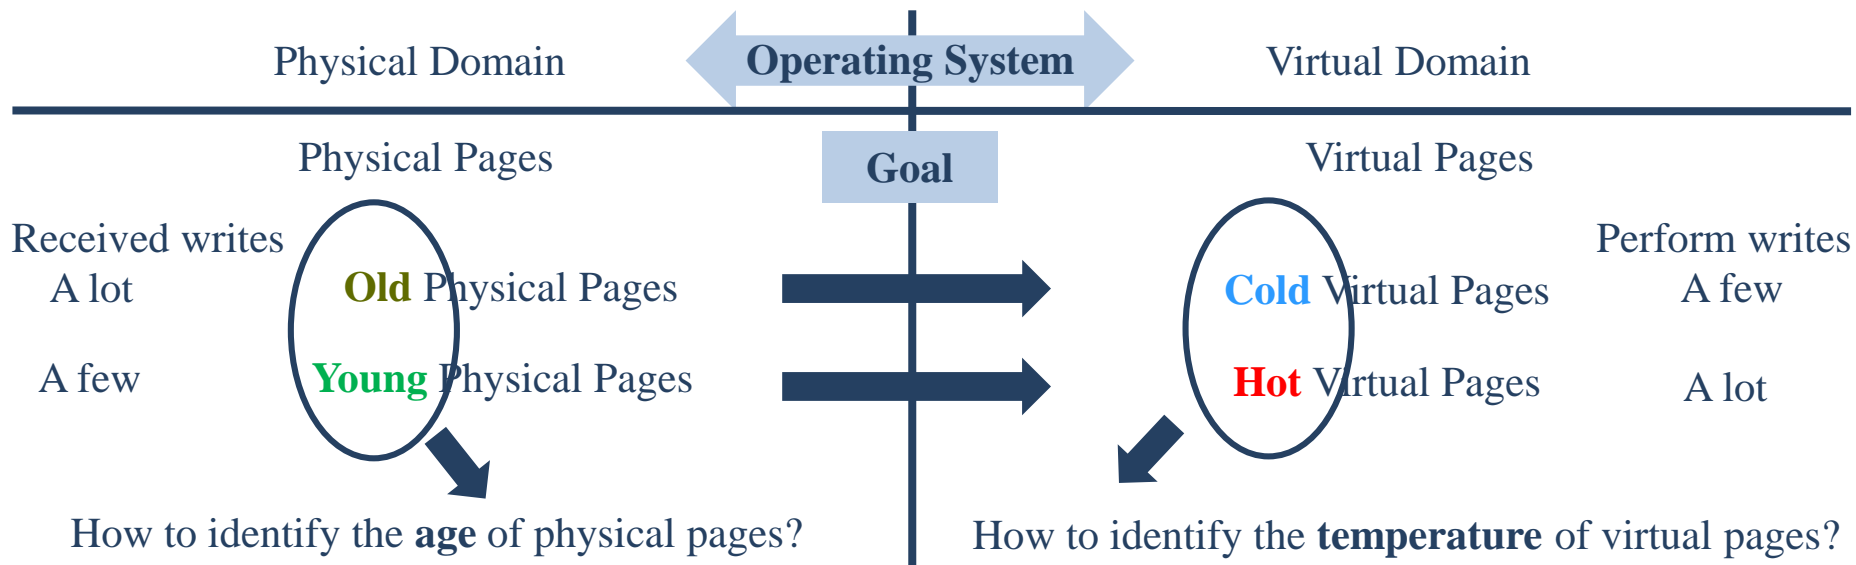 Physical Domain
Operating System
Virtual Domain
Physical Pages
Goal
Virtual Pages
Received writes
Perform writes
A lot
Old Physical Pages
Cold Virtual Pages
A few
A few
Young Physical Pages
Hot Virtual Pages
A lot
How to identify the age of physical pages?
How to identify the temperature of virtual pages?